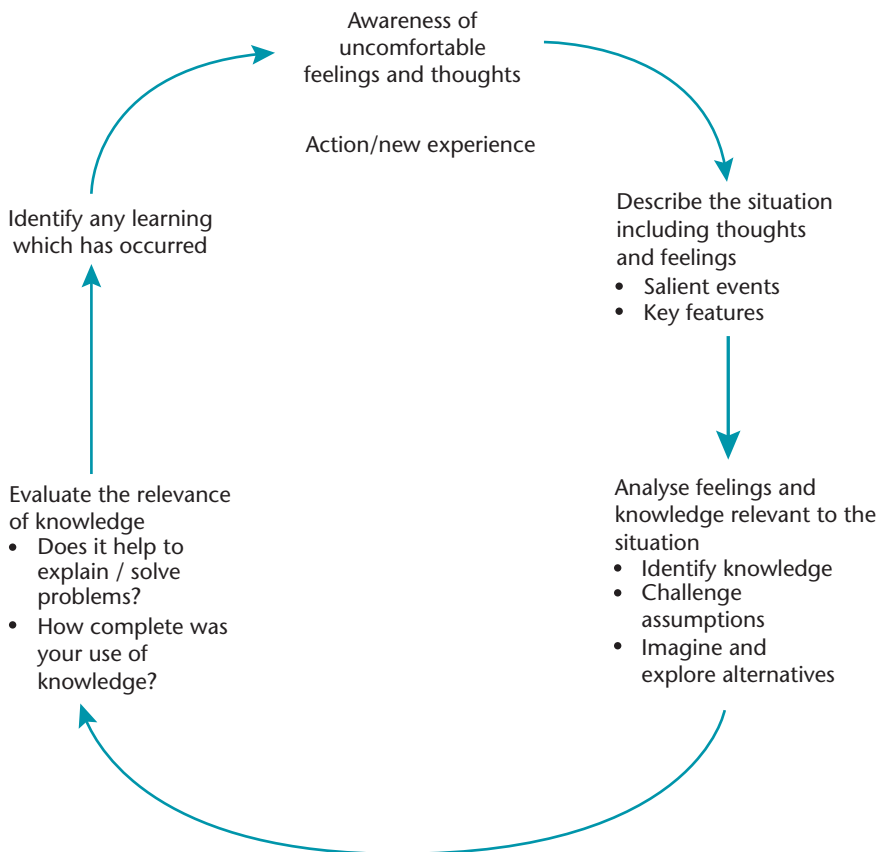 Awareness of
uncomfortable
feelings and thoughts
Action/new experience
Describe the situation
including thoughts
and feelings
• Salient events
• Key features
Analyse feelings and
knowledge relevant to the
situation
• Identify knowledge
• Challenge
assumptions
• Imagine and
explore alternatives
Evaluate the relevance
of knowledge
• Does it help to
explain / solve
problems?
• How complete was
your use of
knowledge?
Identify any learning
which has occurred